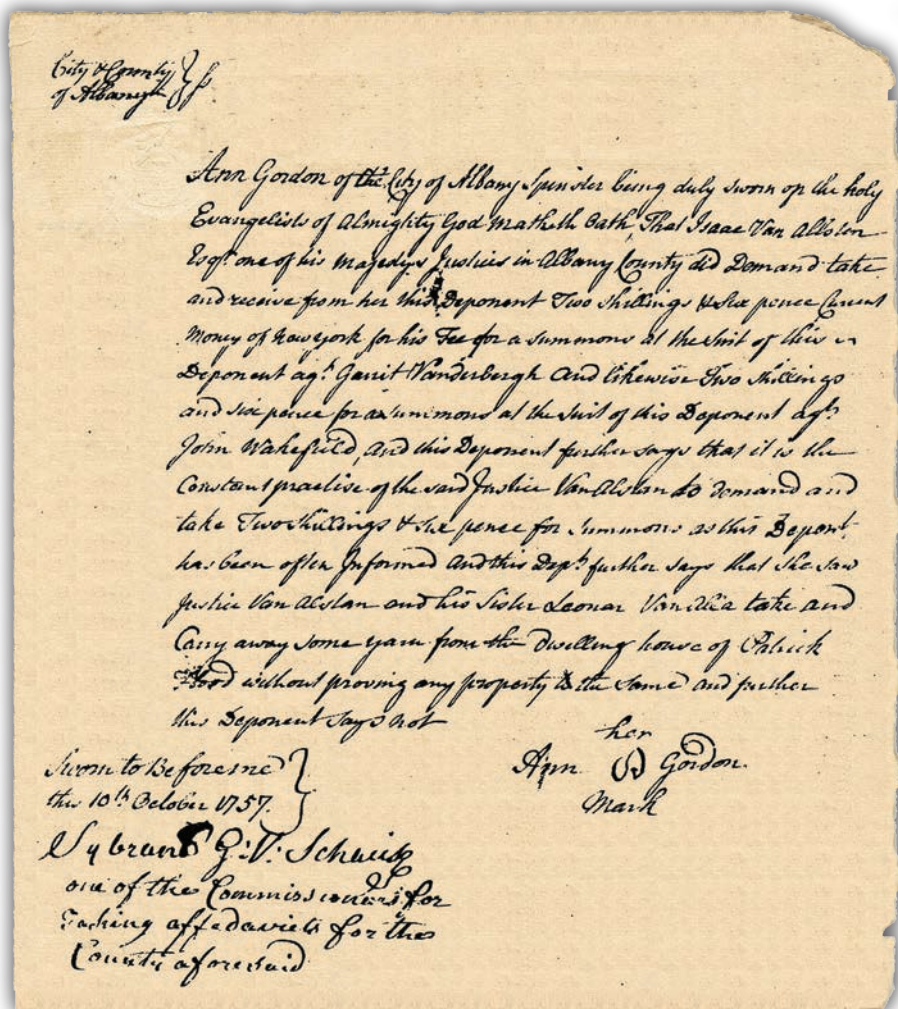 City & County
of Albany ss
Ann Gordon of the City of Albany Spinster being duly sworn on the holy
Evangelists of Almighty God Maketh Oath, That Isaac Van Allsten
Esqr. one of his Majestys Justices in Albany County did Demand take
and receive from her this Deponent Two Shillings & Six pence Current
Money of New york for his Fee for a summons at the Suit of this
Deponent agt. Garrit Vanderbergh And likewise Two Shillings
and six pence for a summons at the Suit of this Deponent agt.
John Wakefield, and this Deponent further says that it is the
Constant practise of the said Justice Van Alstan to demand and
take Two Shillings & six pence for Summons as this Depont.
has been often Informed And this Dept. further says that she saw
Justice Van Alstan and his Sister Leonar Van take and
Carry away some yarn from the dwelling house of Patrick
Flood without proving any property to the same and further
this Deponent says not
her
Ann Gordon.
Mark
Sworn to Before me
this 10th October 1757.
Sybrant G: V: Schaick
one of the Commissioners for
Taking affedavits for the
County aforesaid